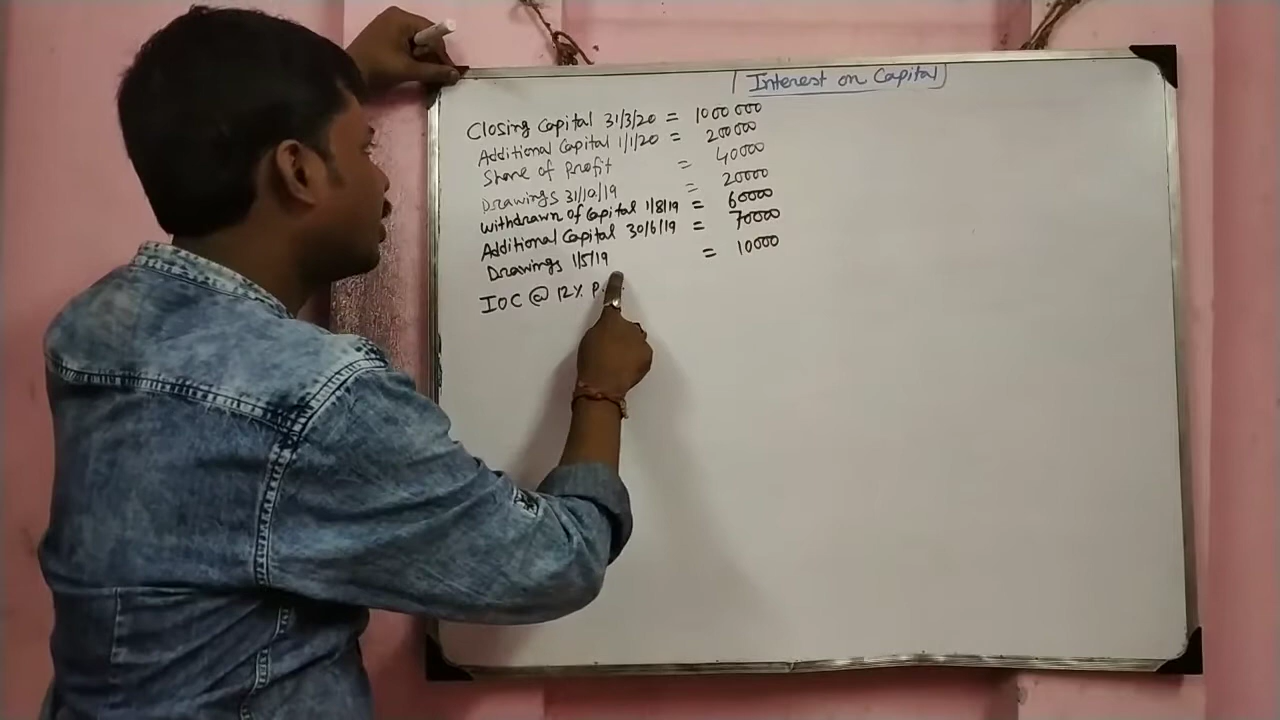 Interest on Capital
Closing Capital 31/3/20 = 1000000
Additional Capital 1/1/20 = 200000
Share of Profit = 40000
Drawings 31/10/19 = 20000
Withdrawn of Capital 1/8/19 = 60000
Additional Capital 30/6/19 = 70000
Drawings 1/5/19 = 10000
IOC @ 12% P.